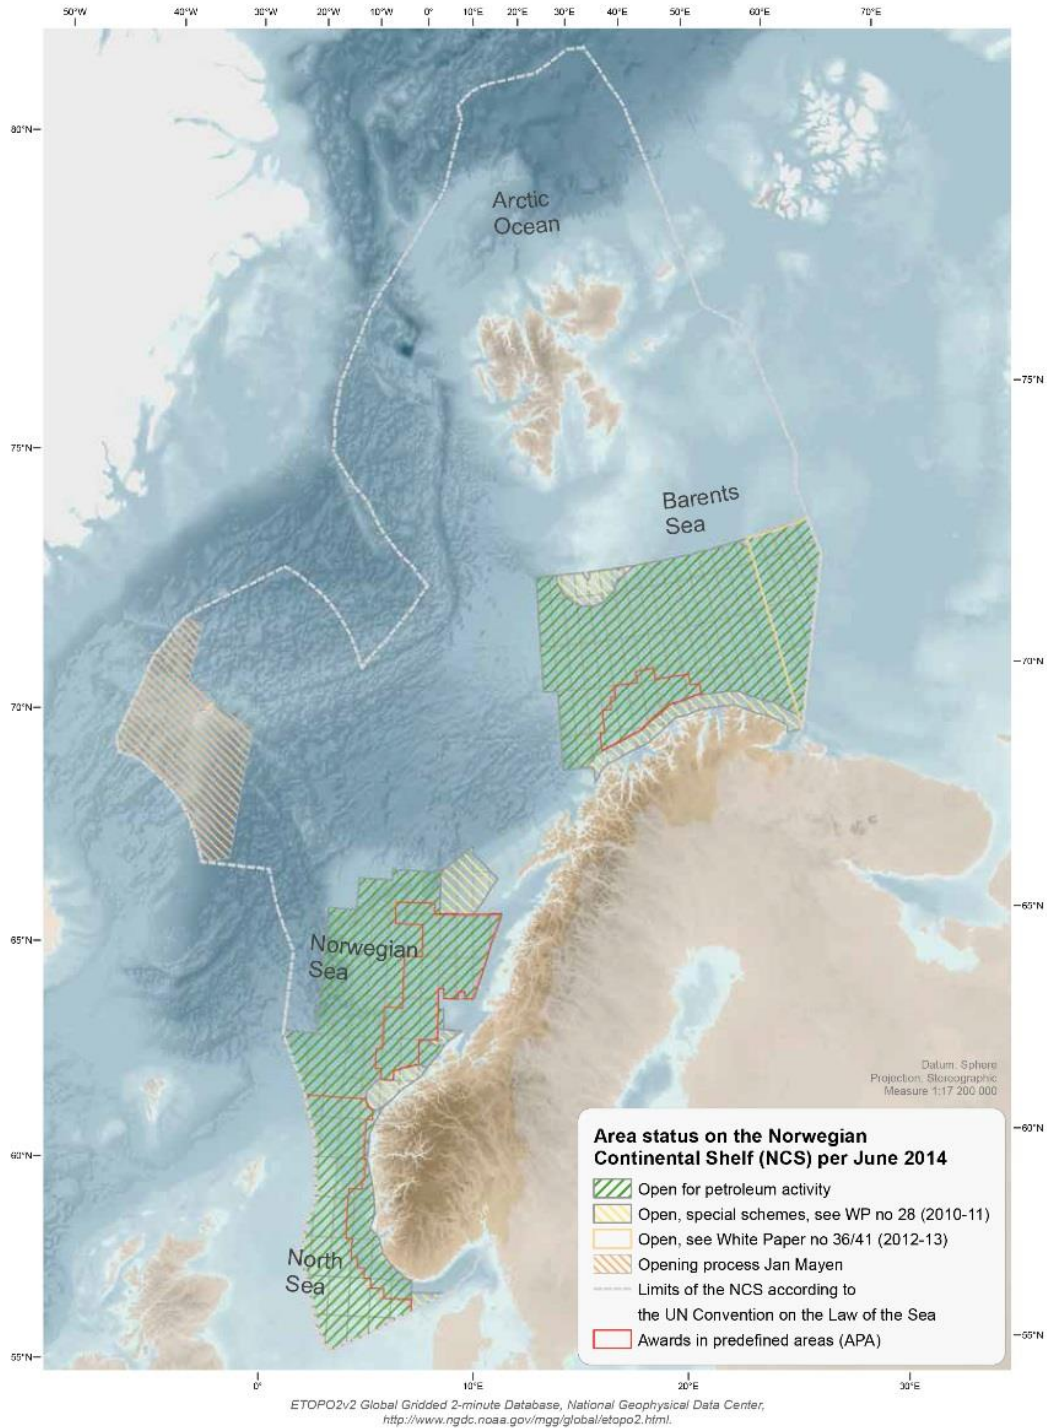 50°W 40°W 30°W 20°W 10°W 0° 10°E 20°E 30°E 40°E 50°E 60°E 70°E
80°N
Arctic
Ocean
75°N
75°N
Barents
Sea
70°N
70°N
65°N
65°N
Norwegian
Sea
Datum: Sphere
Projection: Stereographic
Measure 1:17 200 000
60°N
60°N
Area status on the Norwegian
Continental Shelf (NCS) per June 2014
Open for petroleum activity
Open, special schemes, see WP no 28 (2010-11)
Open, see White Paper no 36/41 (2012-13)
Opening process Jan Mayen
Limits of the NCS according to
the UN Convention on the Law of the Sea
Awards in predefined areas (APA)
North
Sea
55°N
55°N
0° 10°E 20°E 30°E
ETOPO2v2 Global Gridded 2-minute Database, National Geophysical Data Center,
http://www.ngdc.noaa.gov/mgg/global/etopo2.html.